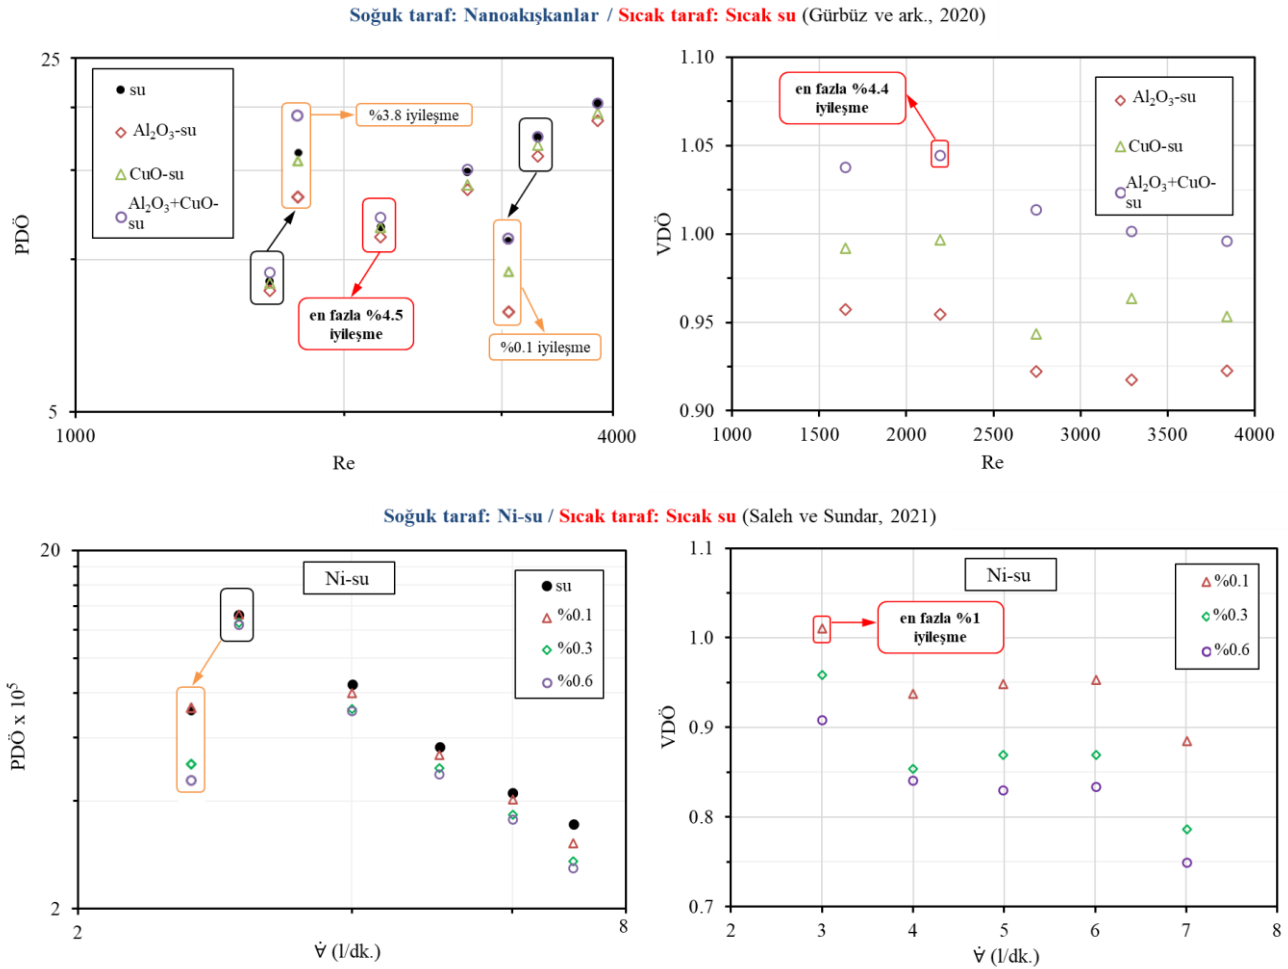 Soğuk taraf: Nanoakışkanlar / Sıcak taraf: Sıcak su (Gürbüz ve ark., 2020)
25
PDÖ
5
1000
4000
Re
su
Al₂O₃-su
CuO-su
Al₂O₃+CuO-
su
%3.8 iyileşme
en fazla %4.5
iyileşme
%0.1 iyileşme
1.10
1.05
1.00
0.95
0.90
VDÖ
1000
1500
2000
2500
3000
3500
4000
Re
en fazla %4.4
iyileşme
Al₂O₃-su
CuO-su
Al₂O₃+CuO-
su
Soğuk taraf: Ni-su / Sıcak taraf: Sıcak su (Saleh ve Sundar, 2021)
20
PDÖ x 10⁵
2
2
8
V̇ (l/dk.)
Ni-su
su
%0.1
%0.3
%0.6
1.1
1.0
0.9
0.8
0.7
VDÖ
2
3
4
5
6
7
8
V̇ (l/dk.)
Ni-su
en fazla %1
iyileşme
%0.1
%0.3
%0.6